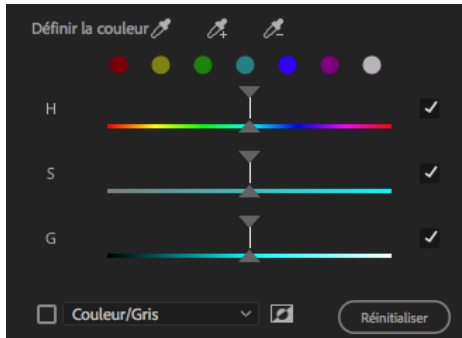 Définir la couleur
H
S
G
Couleur/Gris
Réinitialiser